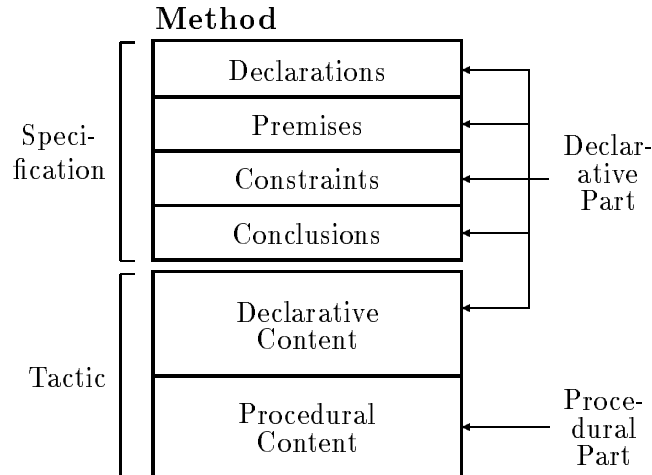 Method
Declarations
Premises
Constraints
Conclusions
Speci-
fication
Declar-
ative
Part
Declarative
Content
Tactic
Procedural
Content
Proce-
dural
Part